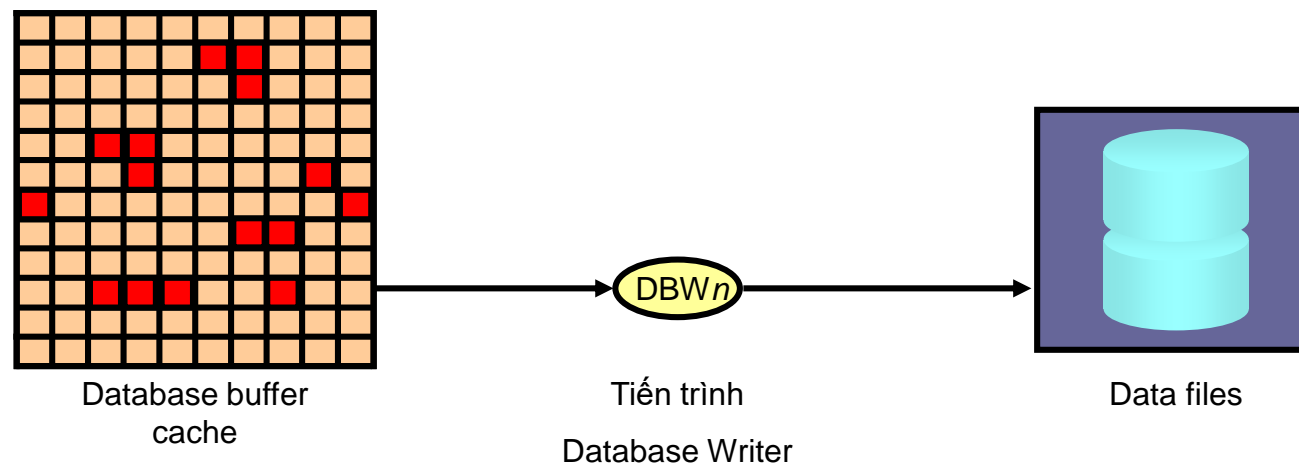 DBWn
Database buffer
cache
Tiến trình
Database Writer
Data files